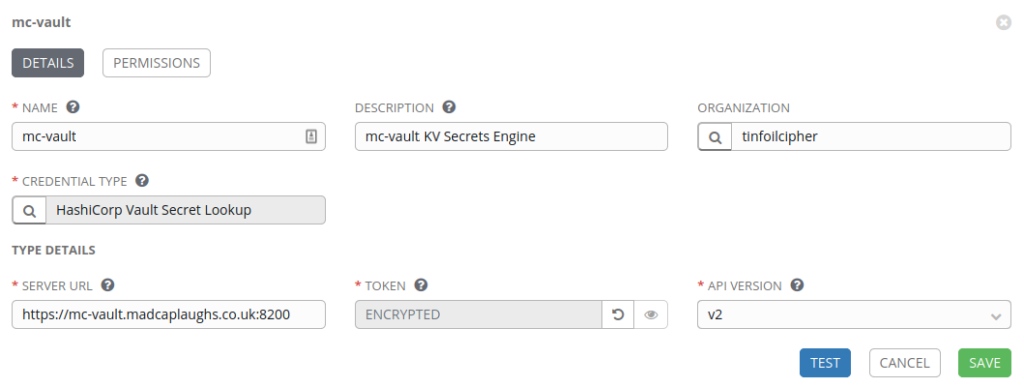 mc-vault
DETAILS PERMISSIONS
* NAME ? DESCRIPTION ? ORGANIZATION
mc-vault mc-vault KV Secrets Engine tinfoilcipher
* CREDENTIAL TYPE ?
HashiCorp Vault Secret Lookup
TYPE DETAILS
* SERVER URL ? * TOKEN ? * API VERSION ?
https://mc-vault.madcaplaughs.co.uk:8200 ENCRYPTED v2
TEST CANCEL SAVE